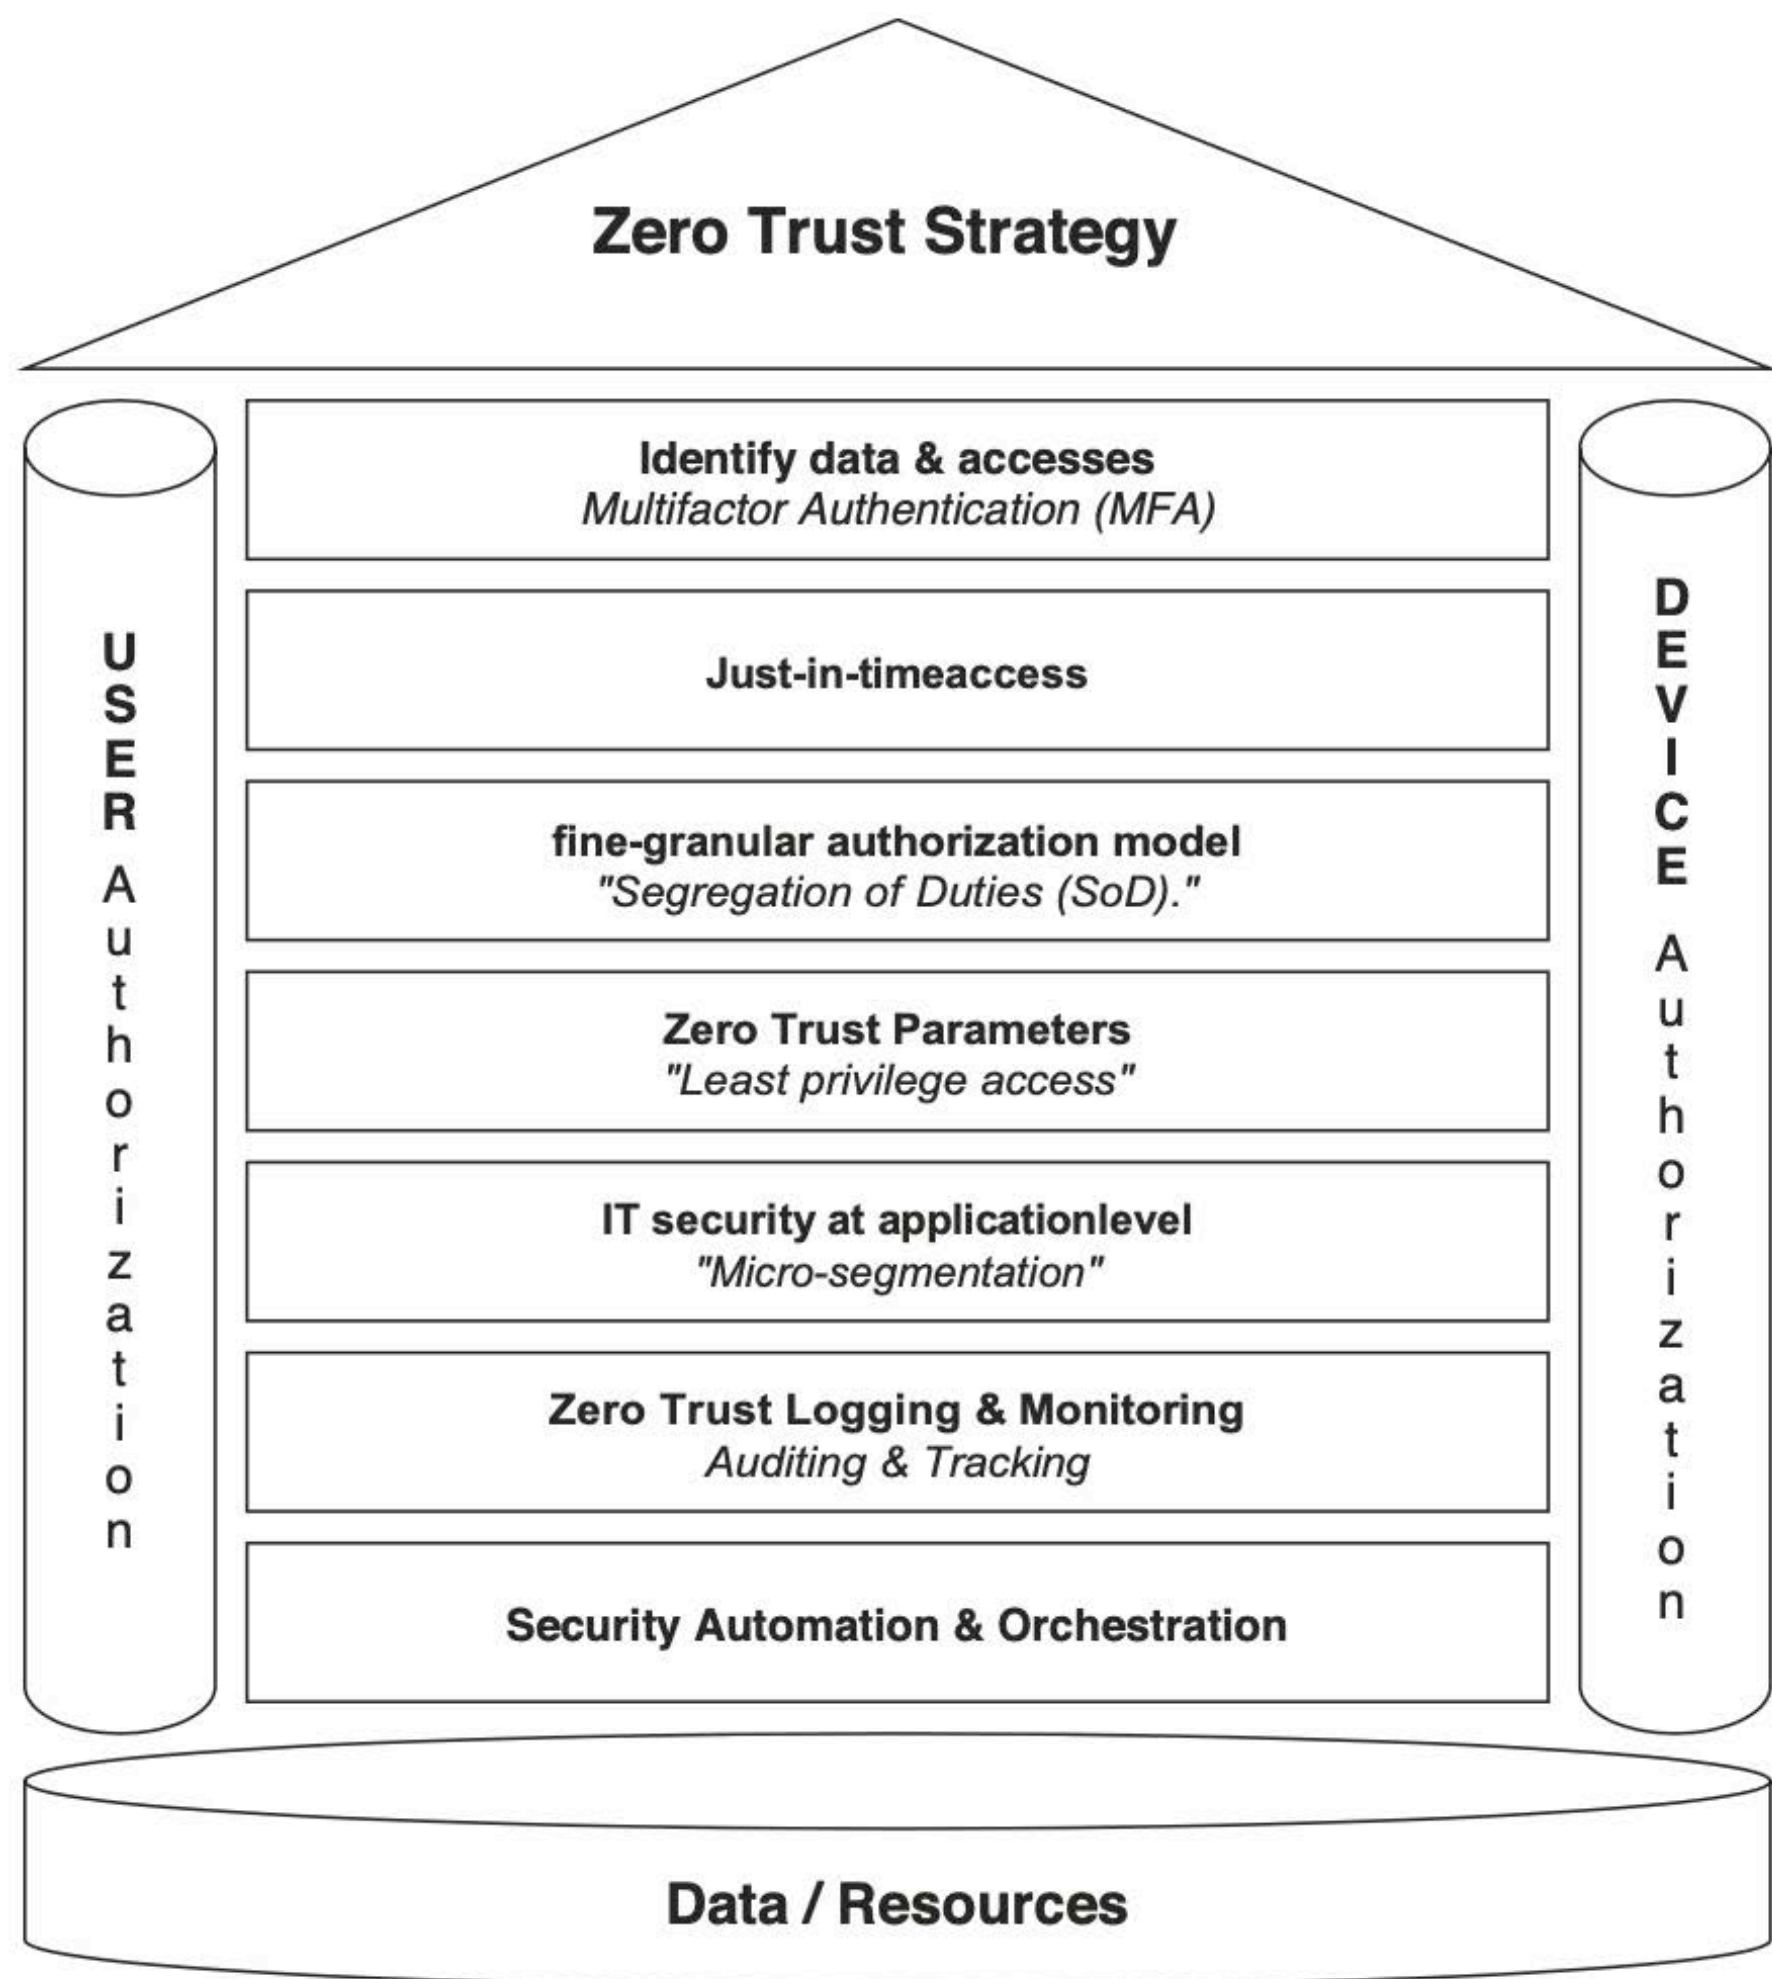 Zero Trust Strategy
USER Authorization
Identify data & accesses
Multifactor Authentication (MFA)
Just-in-timeaccess
fine-granular authorization model
"Segregation of Duties (SoD)."
Zero Trust Parameters
"Least privilege access"
IT security at applicationlevel
"Micro-segmentation"
Zero Trust Logging & Monitoring
Auditing & Tracking
Security Automation & Orchestration
DEVICE Authorization
Data / Resources